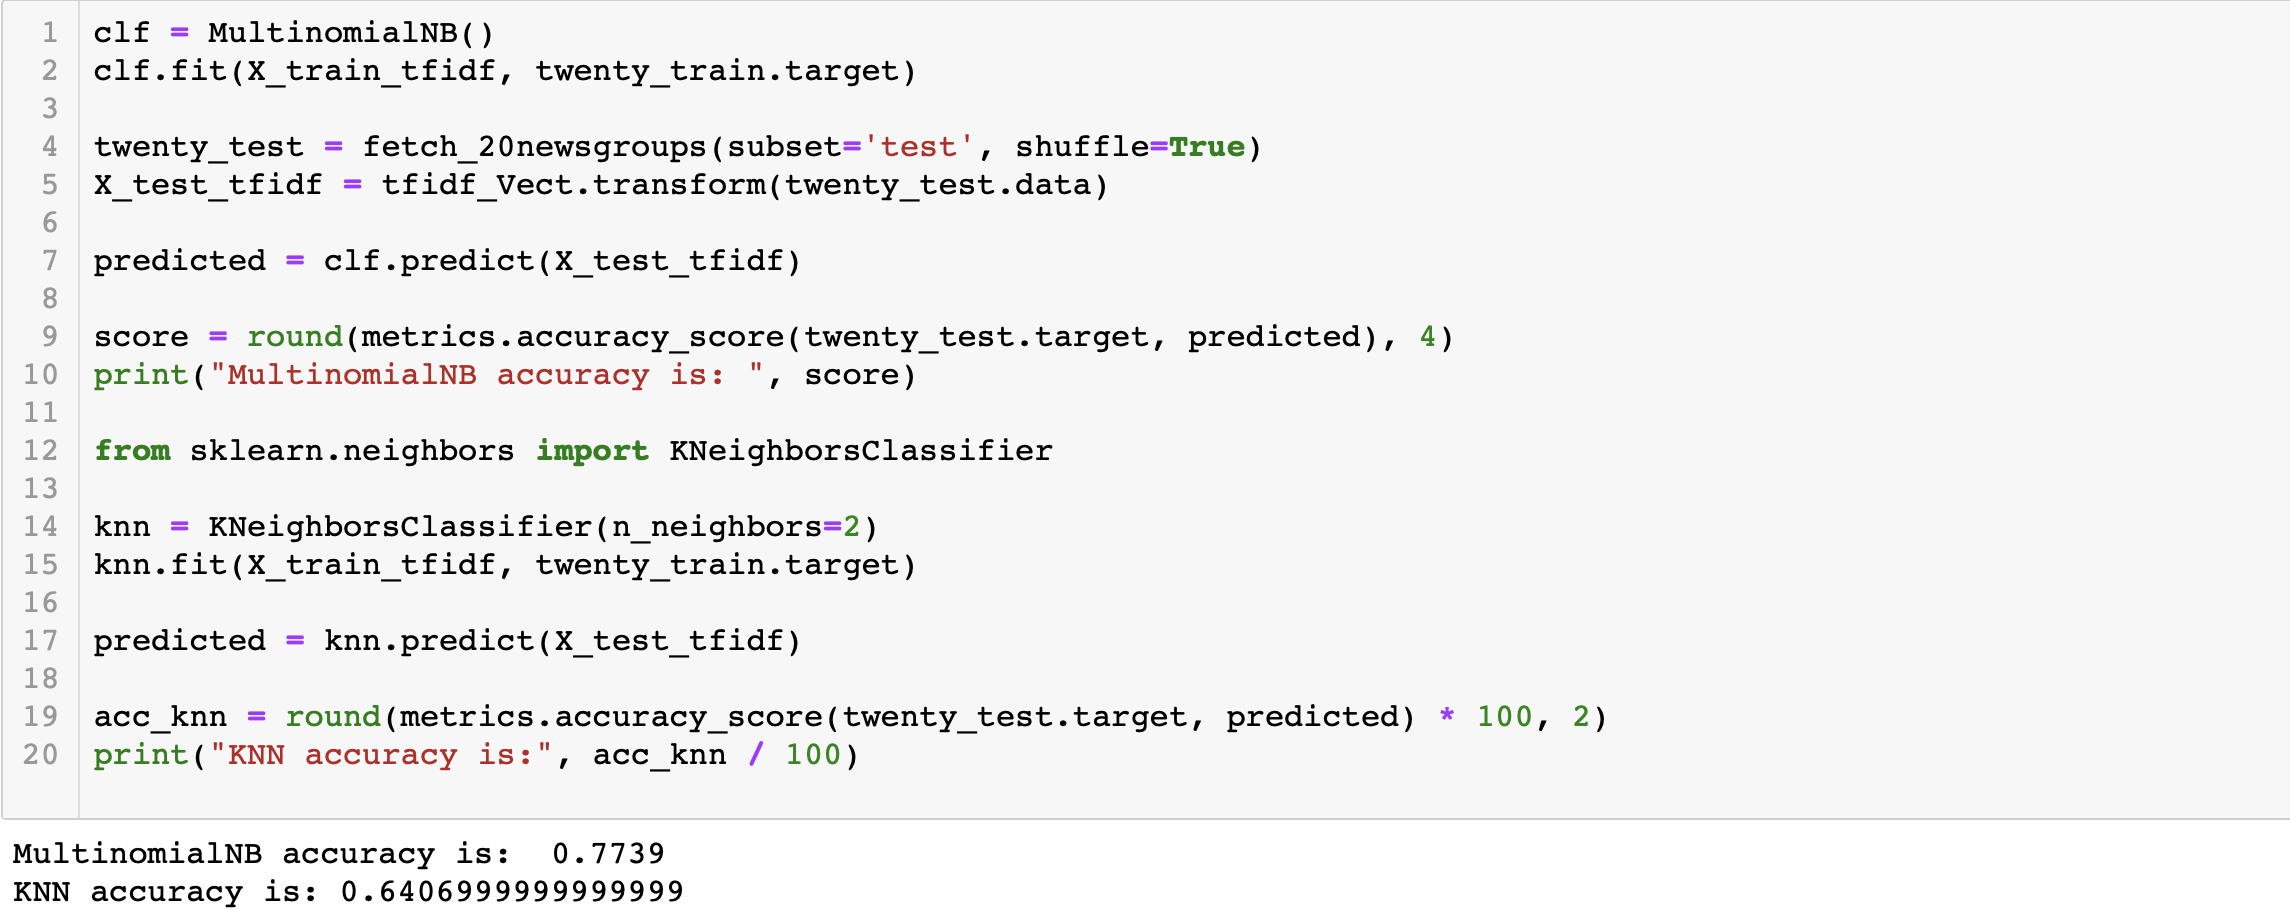 1 clf = MultinomialNB()
2 clf.fit(X_train_tfidf, twenty_train.target)
3
4 twenty_test = fetch_20newsgroups(subset='test', shuffle=True)
5 X_test_tfidf = tfidf_Vect.transform(twenty_test.data)
6
7 predicted = clf.predict(X_test_tfidf)
8
9 score = round(metrics.accuracy_score(twenty_test.target, predicted), 4)
10 print("MultinomialNB accuracy is: ", score)
11
12 from sklearn.neighbors import KNeighborsClassifier
13
14 knn = KNeighborsClassifier(n_neighbors=2)
15 knn.fit(X_train_tfidf, twenty_train.target)
16
17 predicted = knn.predict(X_test_tfidf)
18
19 acc_knn = round(metrics.accuracy_score(twenty_test.target, predicted) * 100, 2)
20 print("KNN accuracy is:", acc_knn / 100)
MultinomialNB accuracy is:  0.7739
KNN accuracy is: 0.6406999999999999